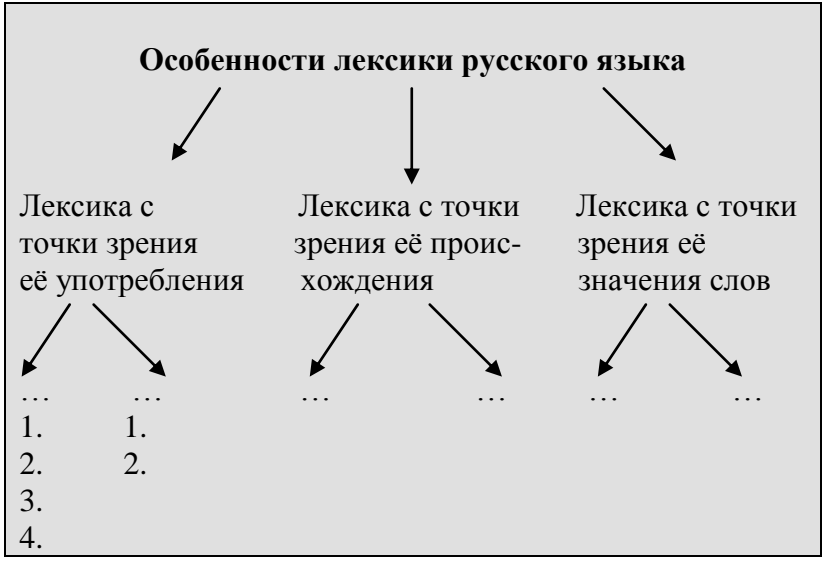 Особенности лексики русского языка
Лексика с точки зрения её употребления
Лексика с точки зрения её проис-хождения
Лексика с точки зрения её значения слов
… … … … … …
1. 1.
2. 2.
3.
4.